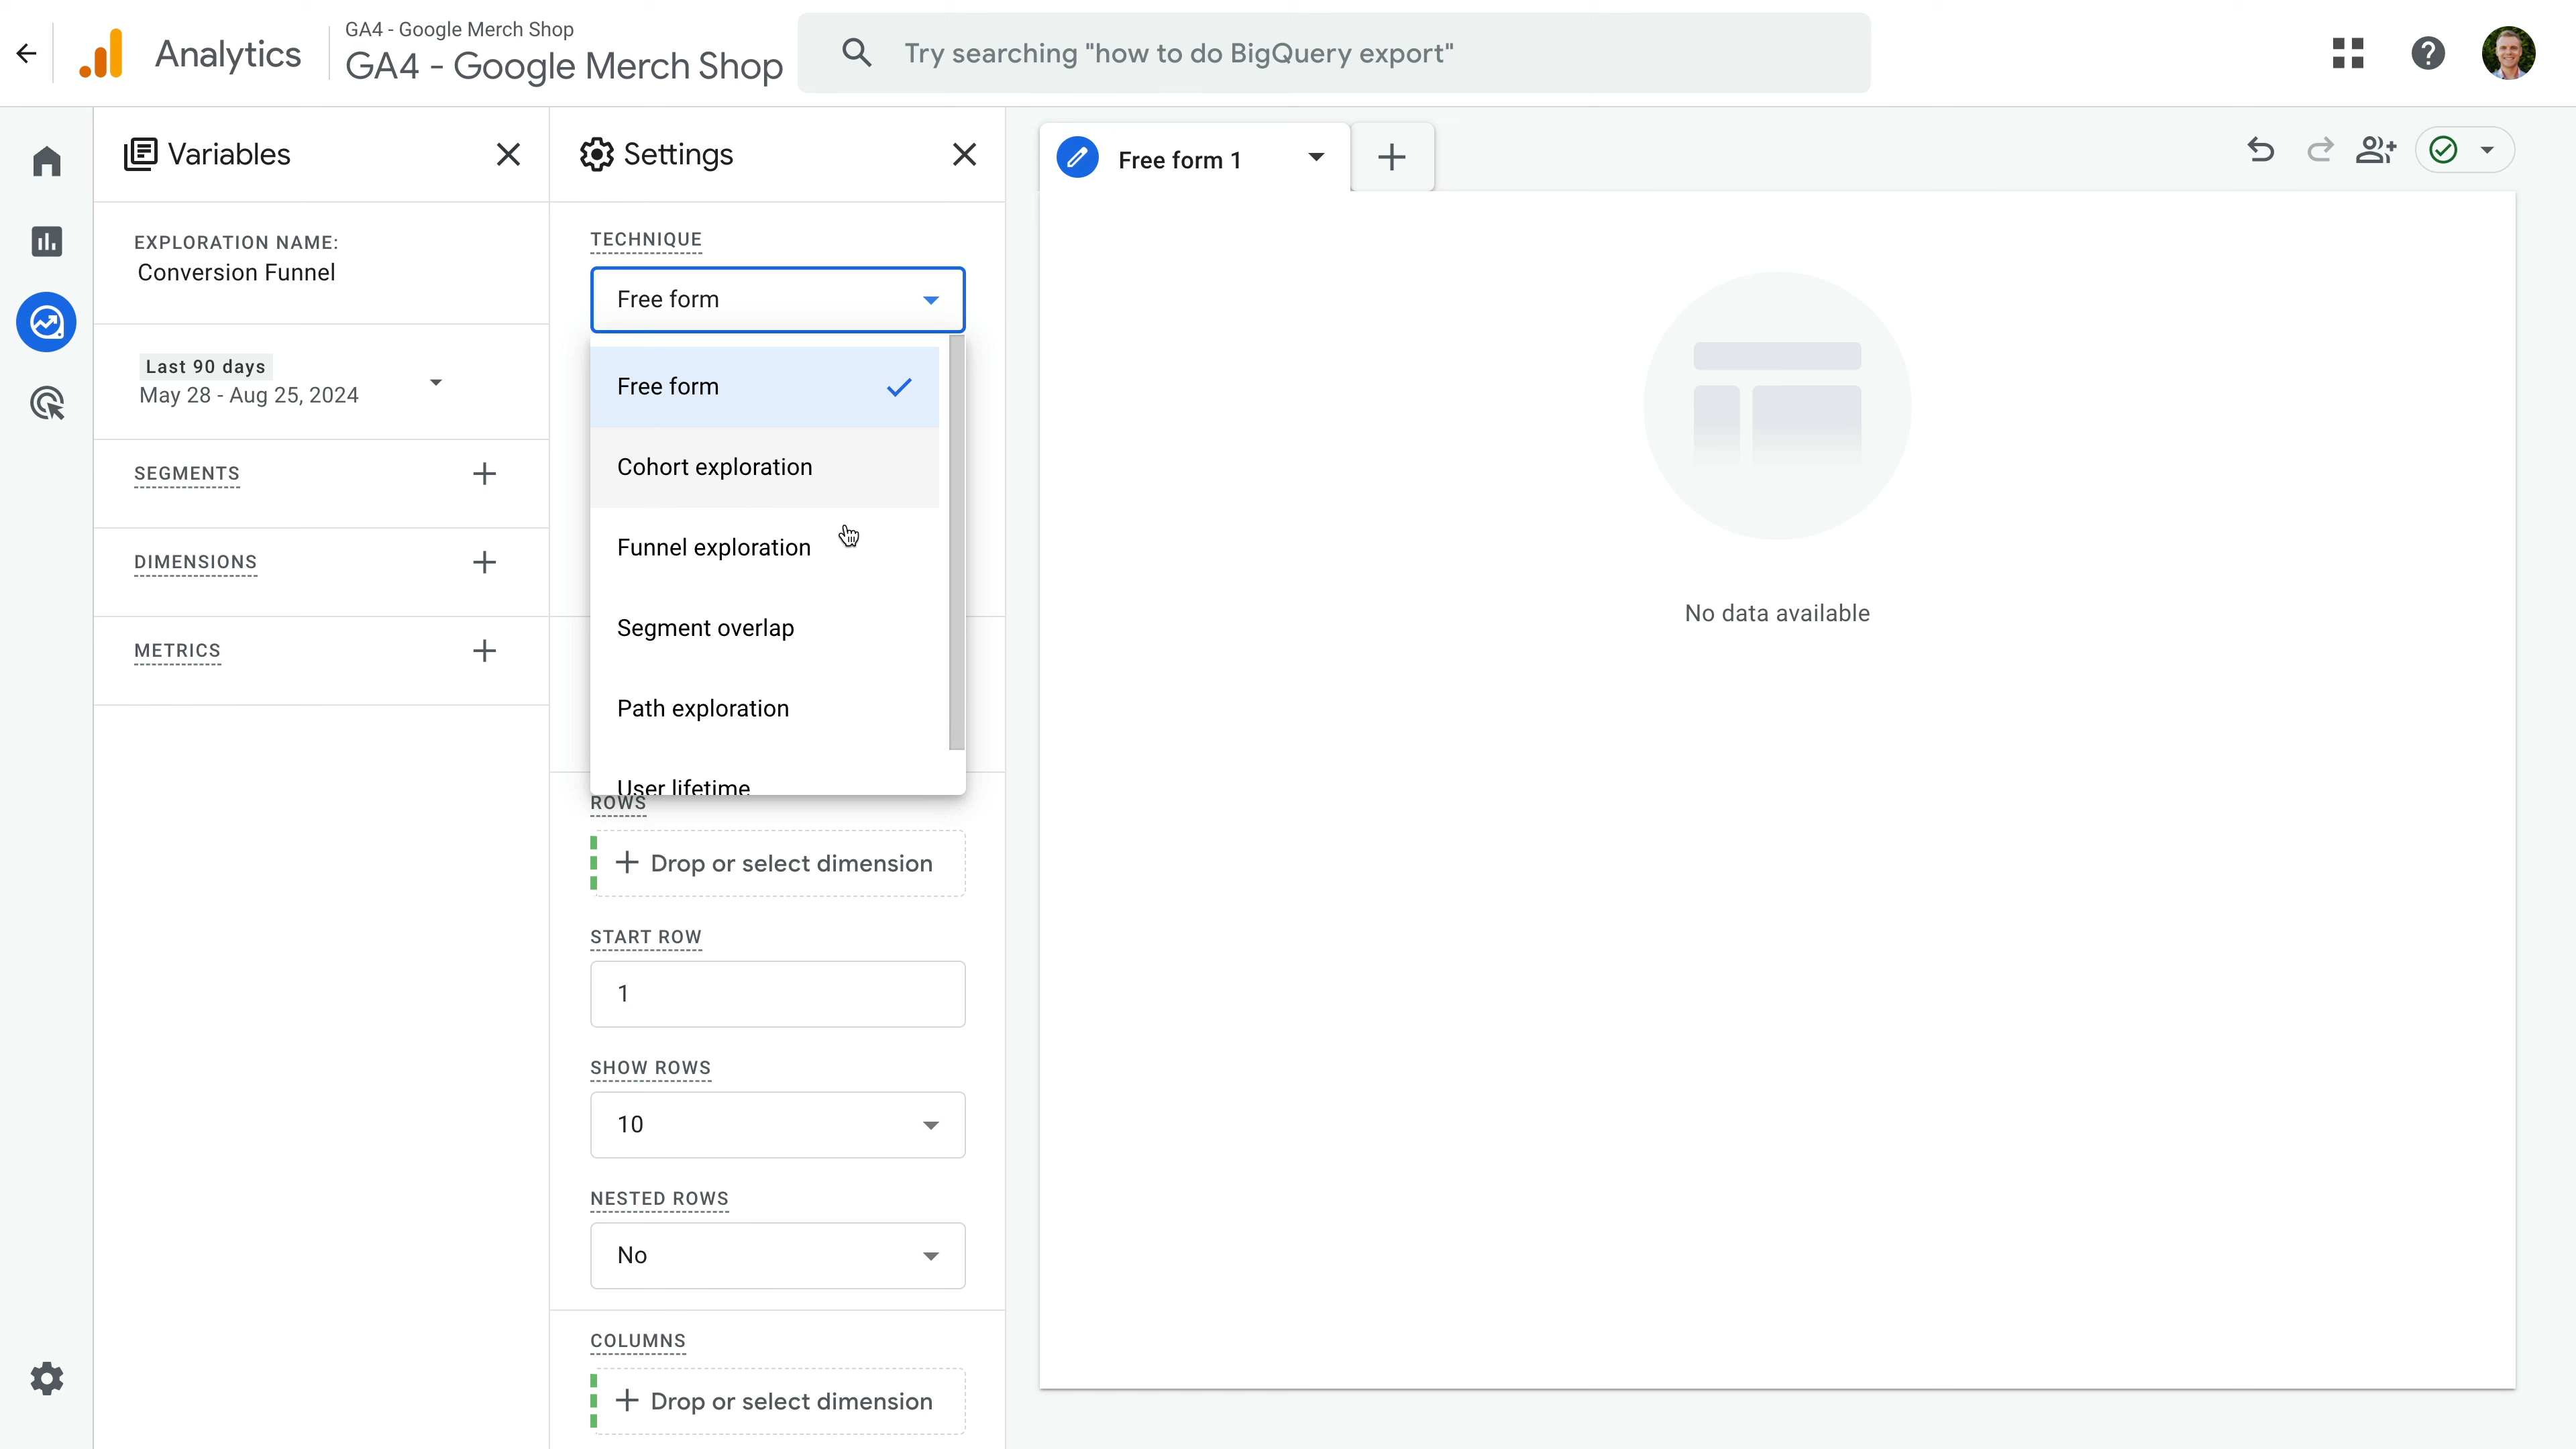 Analytics
GA4 - Google Merch Shop
GA4 - Google Merch Shop
Try searching "how to do BigQuery export"
Variables
EXPLORATION NAME:
Conversion Funnel
Last 90 days
May 28 - Aug 25, 2024
SEGMENTS
DIMENSIONS
METRICS
Settings
TECHNIQUE
Free form
Free form
Cohort exploration
Funnel exploration
Segment overlap
Path exploration
User lifetime
ROWS
Drop or select dimension
START ROW
1
SHOW ROWS
10
NESTED ROWS
No
COLUMNS
Drop or select dimension
Free form 1
No data available